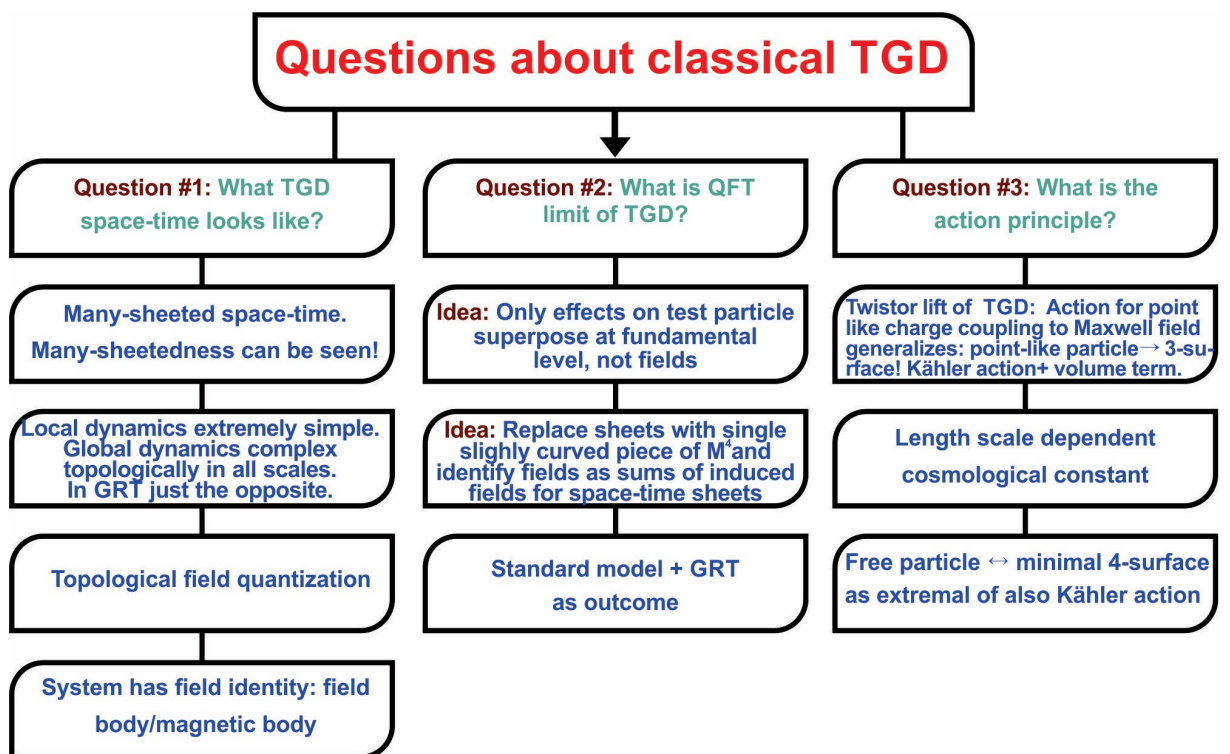 Questions about classical TGD
Question #1: What TGD
space-time looks like?
Many-sheeted space-time.
Many-sheetedness can be seen!
Local dynamics extremely simple.
Global dynamics complex
topologically in all scales.
In GRT just the opposite.
Topological field quantization
System has field identity: field
body/magnetic body
Question #2: What is QFT
limit of TGD?
Idea: Only effects on test particle
superpose at fundamental
level, not fields
Idea: Replace sheets with single
slighly curved piece of M⁴and
identify fields as sums of induced
fields for space-time sheets
Standard model + GRT
as outcome
Question #3: What is the
action principle?
Twistor lift of TGD: Action for point
like charge coupling to Maxwell field
generalizes: point-like particle→ 3-su-
rface! Kähler action+ volume term.
Length scale dependent
cosmological constant
Free particle ↔ minimal 4-surface
as extremal of also Kähler action